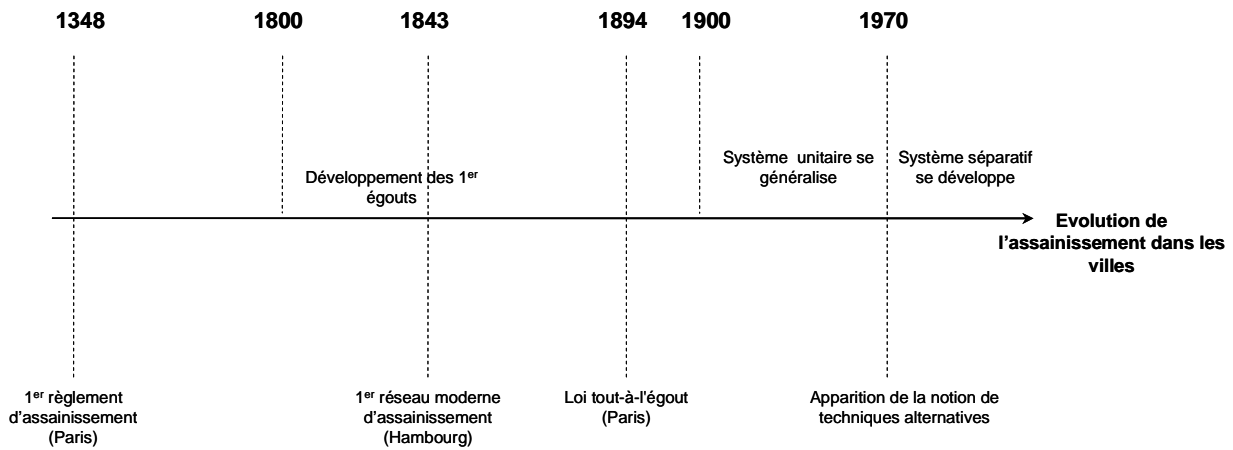 1348
1800
1843
1894
1900
1970
Système unitaire se
généralise
Système séparatif
se développe
Développement des 1er
égouts
Evolution de
l'assainissement dans les
villes
1er règlement
d'assainissement
(Paris)
1er réseau moderne
d'assainissement
(Hambourg)
Loi tout-à-l'égout
(Paris)
Apparition de la notion de
techniques alternatives